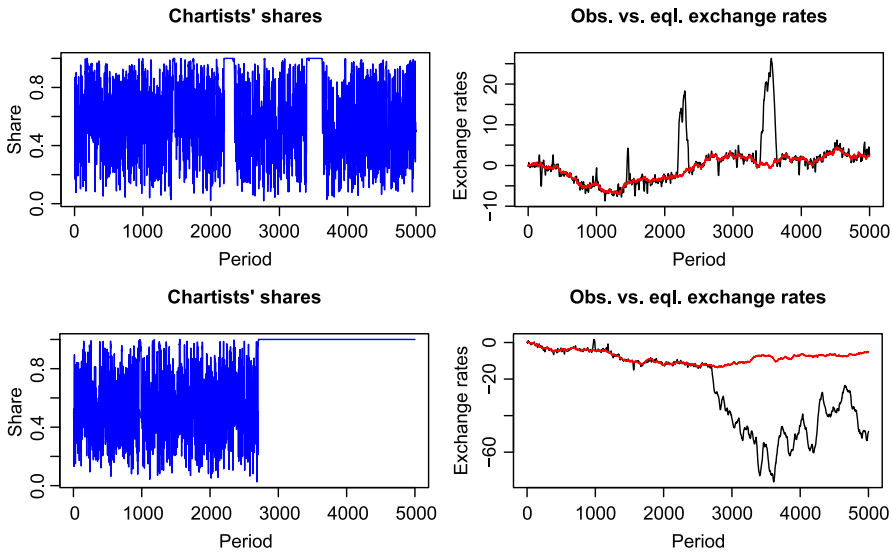 Chartists' shares
Share
0.0 0.4 0.8
0 1000 2000 3000 4000 5000
Period
Obs. vs. eql. exchange rates
Exchange rates
−10 0 10 20
0 1000 2000 3000 4000 5000
Period
Chartists' shares
Share
0.0 0.4 0.8
0 1000 2000 3000 4000 5000
Period
Obs. vs. eql. exchange rates
Exchange rates
−60 −20 0
0 1000 2000 3000 4000 5000
Period